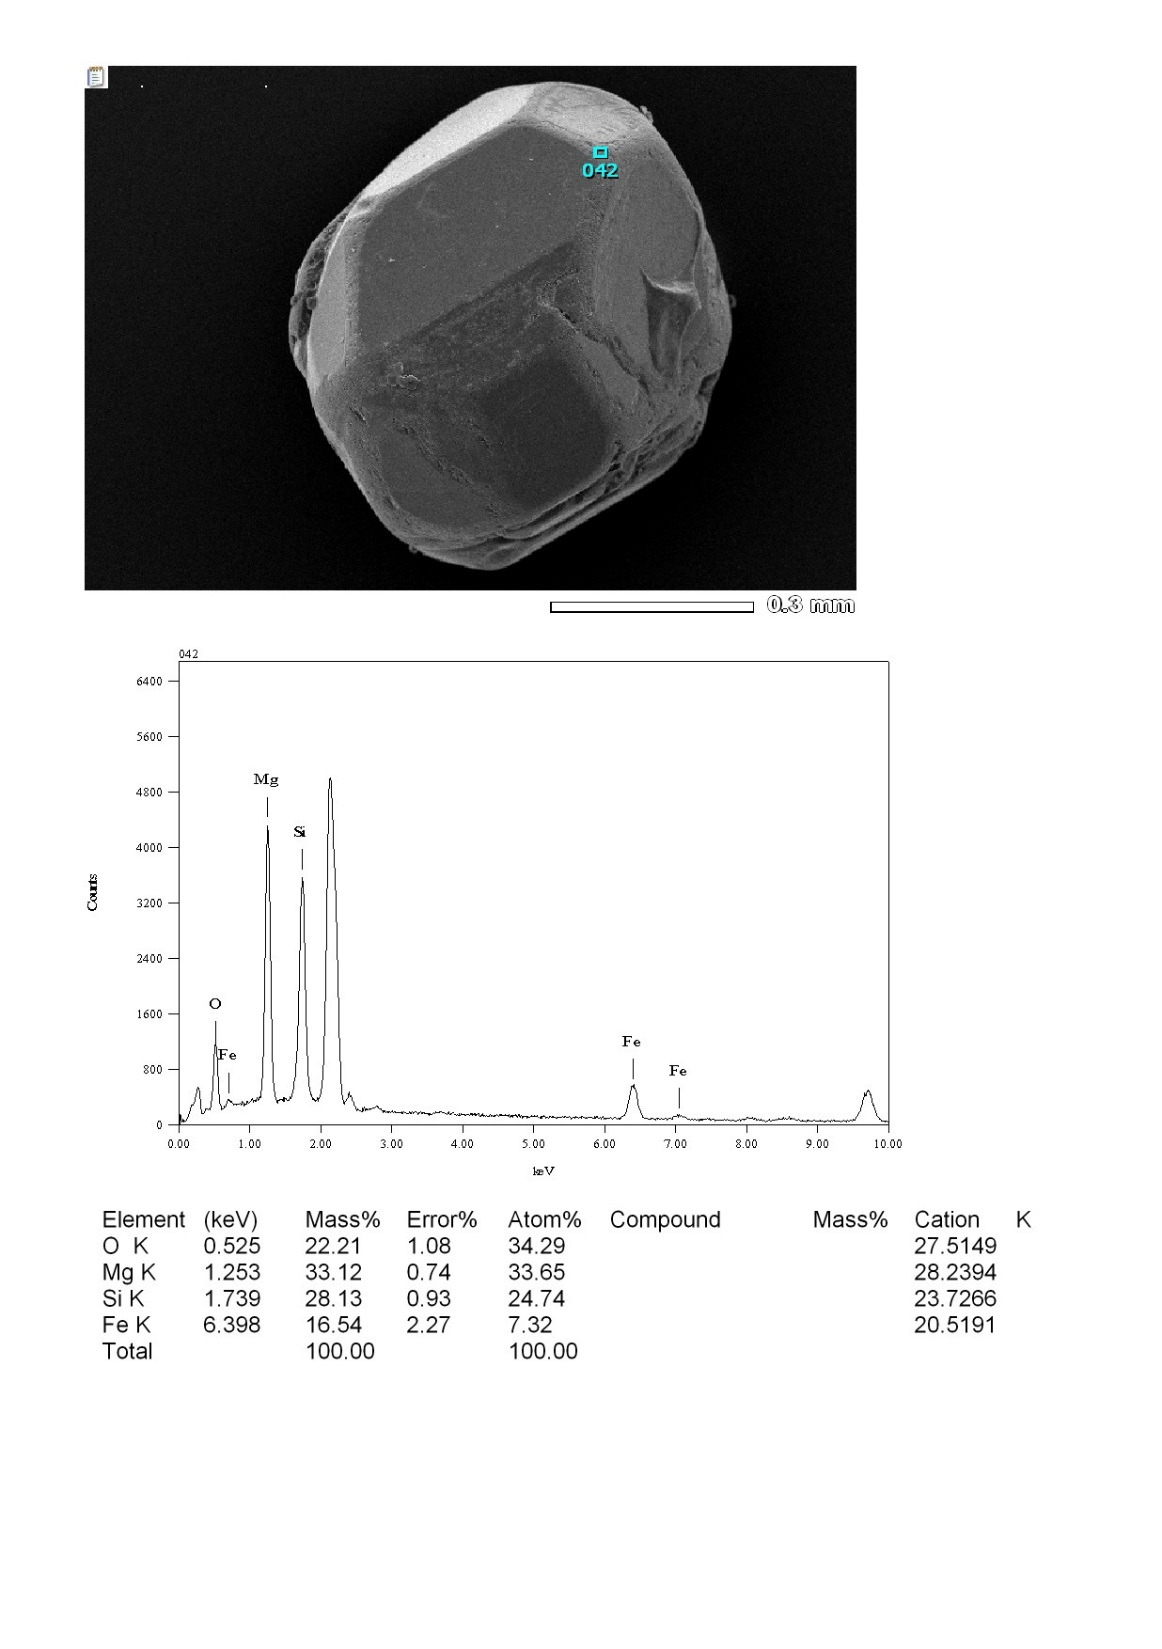 042
0.3 mm
042
6400
5600
4800
4000
3200
2400
1600
800
0
Counts
Mg
Si
O
Fe
Fe
Fe
0.00 1.00 2.00 3.00 4.00 5.00 6.00 7.00 8.00 9.00 10.00
keV
Element (keV) Mass% Error% Atom% Compound Mass% Cation K
O K 0.525 22.21 1.08 34.29 27.5149
Mg K 1.253 33.12 0.74 33.65 28.2394
Si K 1.739 28.13 0.93 24.74 23.7266
Fe K 6.398 16.54 2.27 7.32 20.5191
Total 100.00 100.00